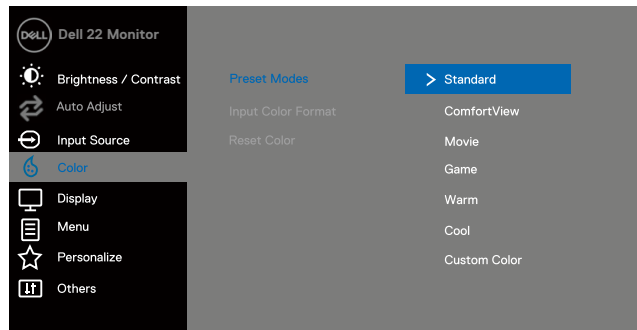 DELL Dell 22 Monitor
Brightness / Contrast Preset Modes > Standard
Auto Adjust Input Color Format ComfortView
Input Source Reset Color Movie
Color Game
Display Warm
Menu Cool
Personalize Custom Color
Others